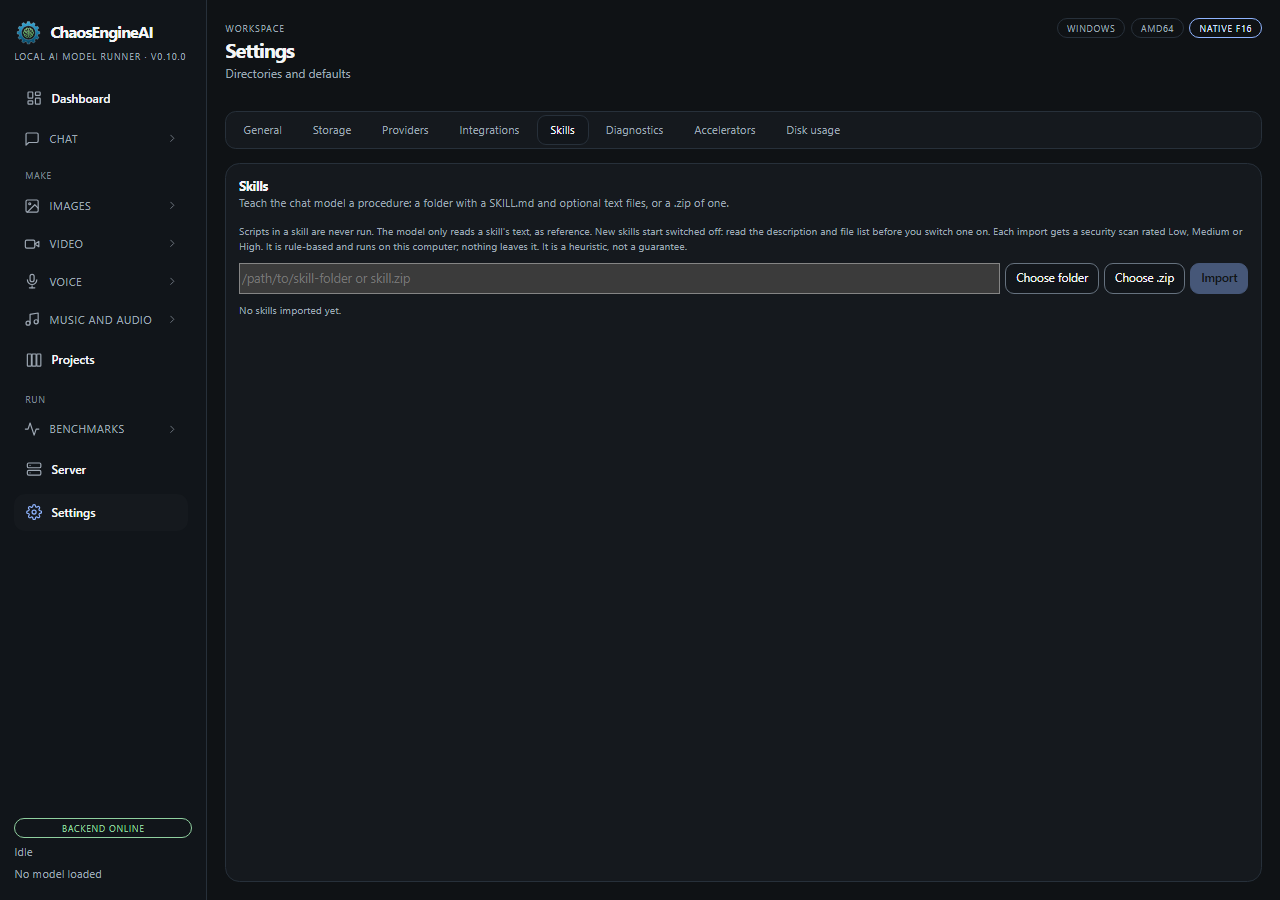 ChaosEngineAI
LOCAL AI MODEL RUNNER · V0.10.0
Dashboard
CHAT
MAKE
IMAGES
VIDEO
VOICE
MUSIC AND AUDIO
Projects
RUN
BENCHMARKS
Server
Settings
BACKEND ONLINE
Idle
No model loaded
WORKSPACE
Settings
Directories and defaults
WINDOWS
AMD64
NATIVE F16
General
Storage
Providers
Integrations
Skills
Diagnostics
Accelerators
Disk usage
Skills
Teach the chat model a procedure: a folder with a SKILL.md and optional text files, or a .zip of one.
Scripts in a skill are never run. The model only reads a skill's text, as reference. New skills start switched off: read the description and file list before you switch one on. Each import gets a security scan rated Low, Medium or
High. It is rule-based and runs on this computer; nothing leaves it. It is a heuristic, not a guarantee.
/path/to/skill-folder or skill.zip
Choose folder
Choose .zip
Import
No skills imported yet.